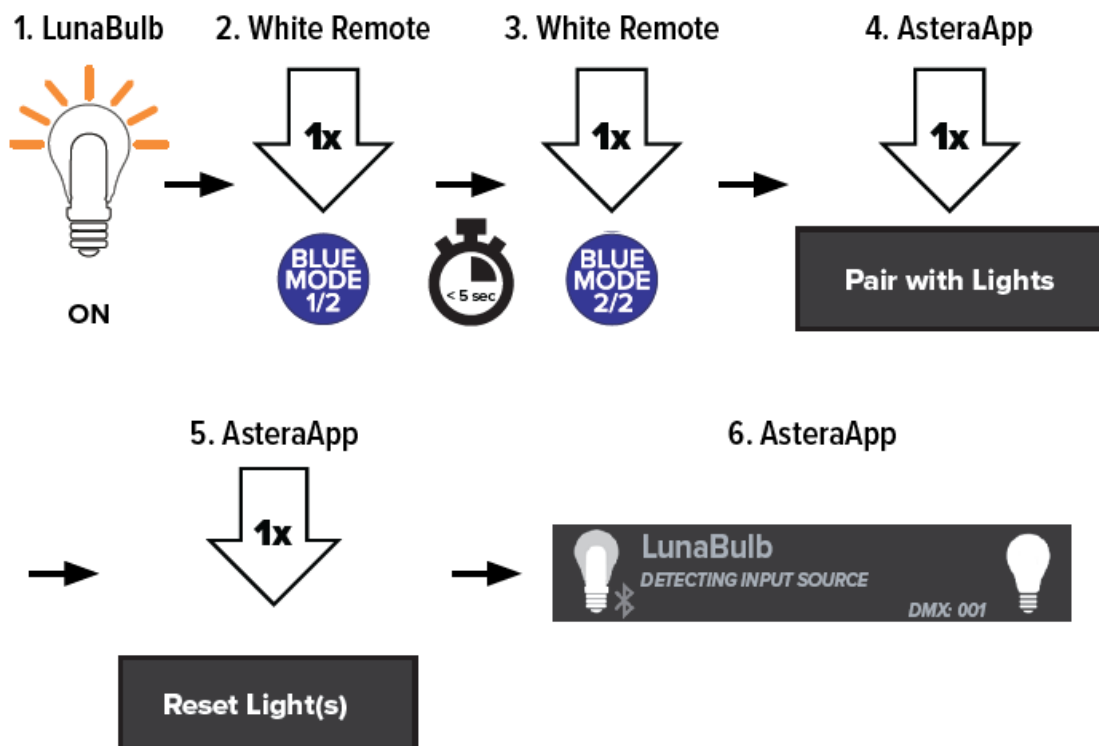 1. LunaBulb
2. White Remote
3. White Remote
4. AsteraApp
1x
1x
1x
BLUE
MODE
1/2
< 5 sec
BLUE
MODE
2/2
Pair with Lights
ON
5. AsteraApp
6. AsteraApp
1x
LunaBulb
DETECTING INPUT SOURCE
DMX: 001
Reset Light(s)